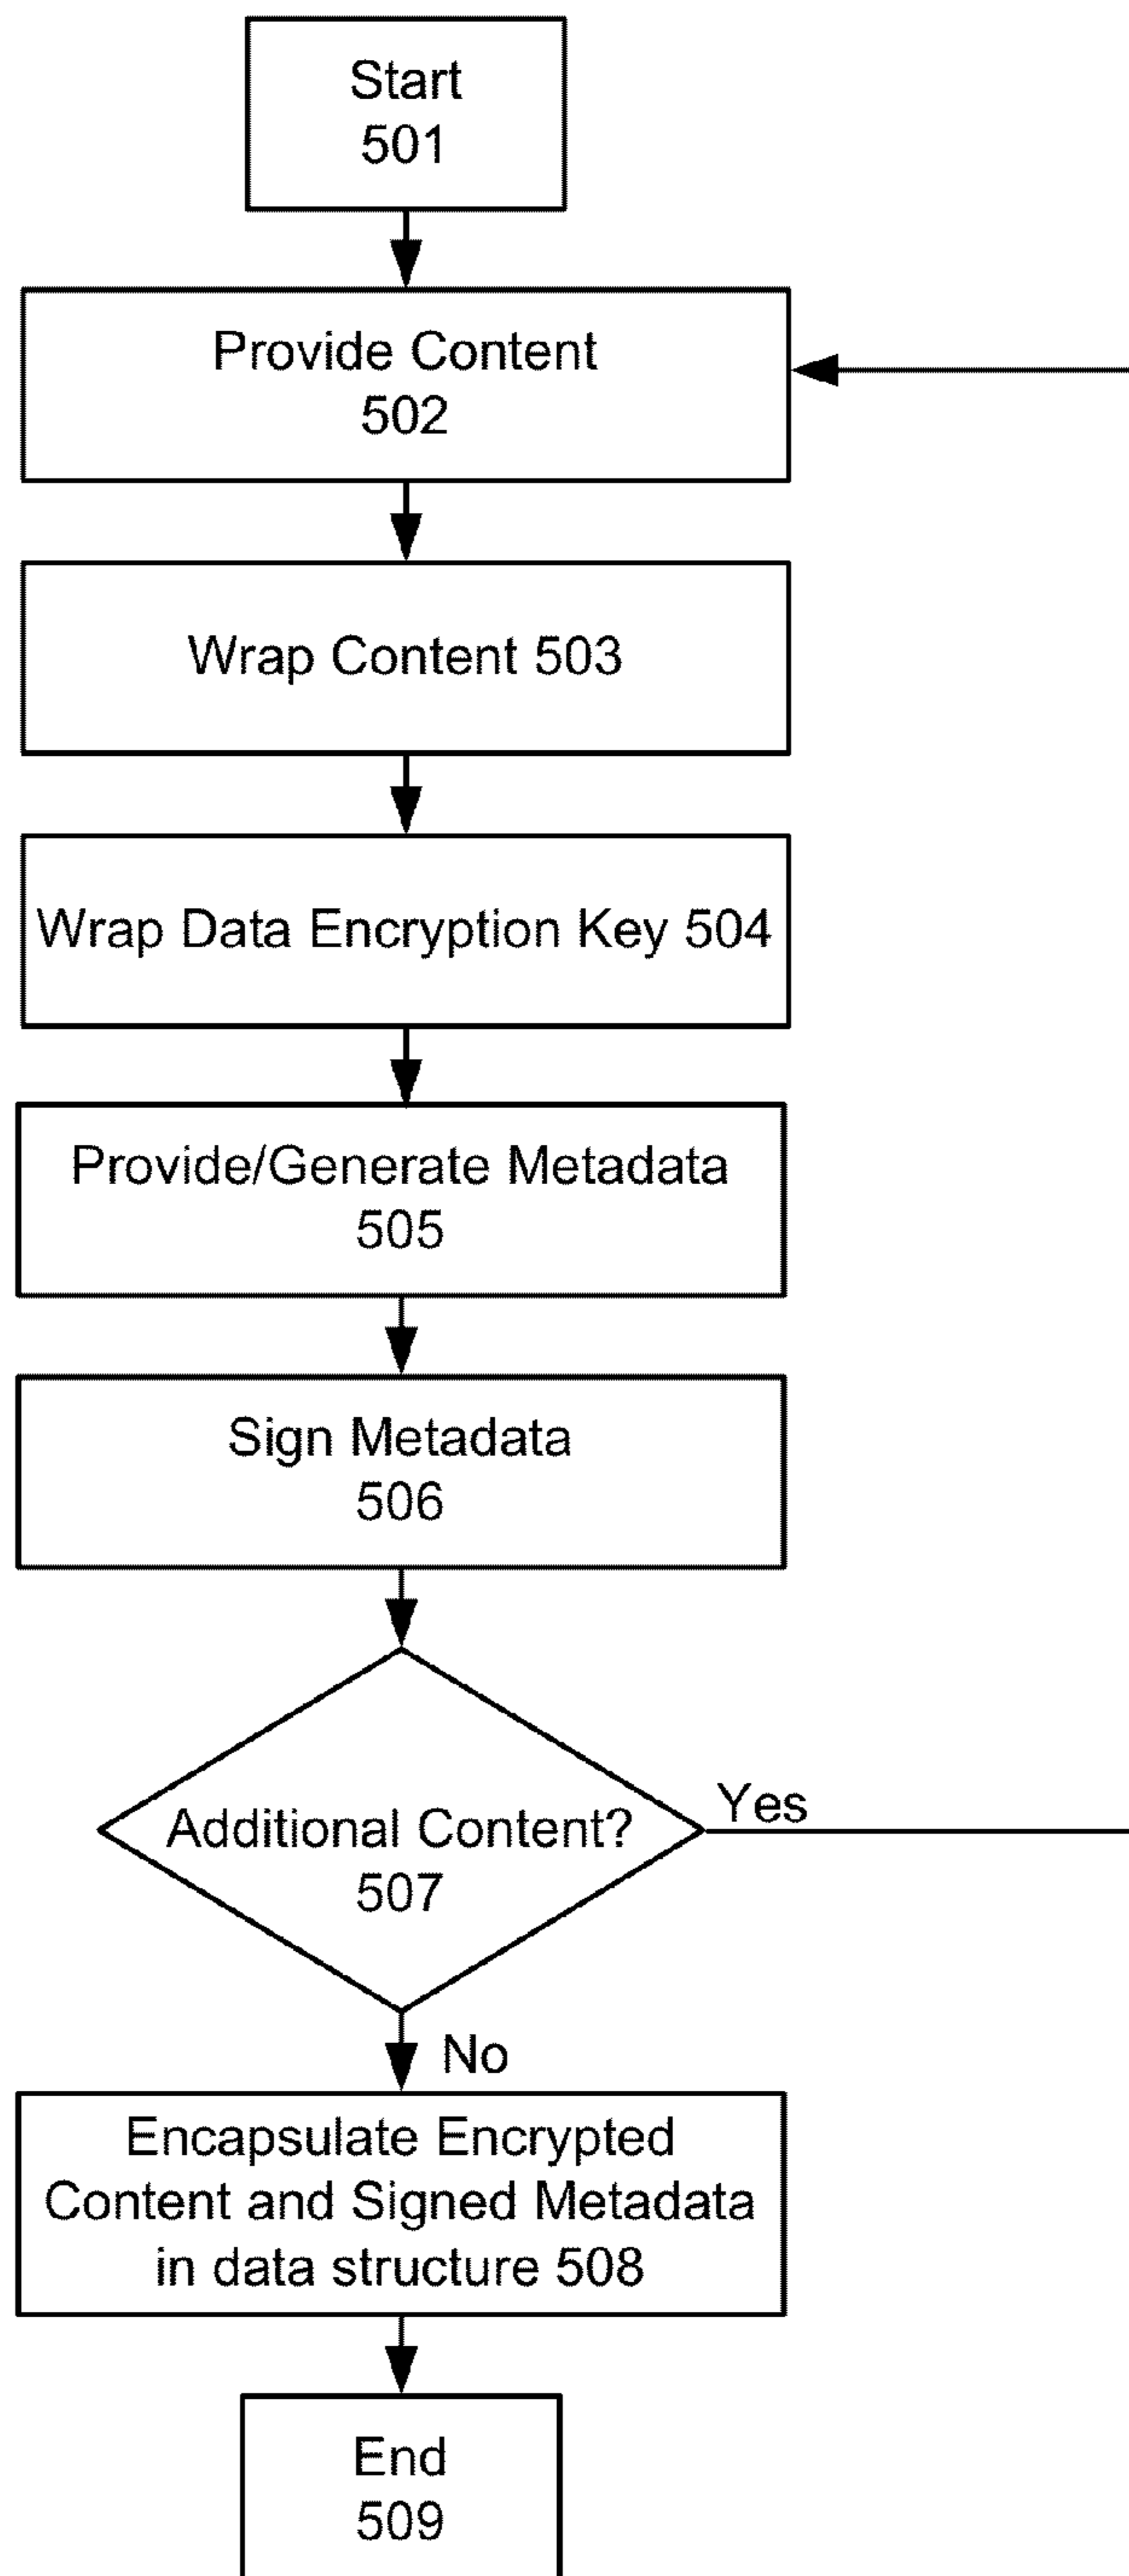 Start
501
Provide Content
502
Wrap Content 503
Wrap Data Encryption Key 504
Provide/Generate Metadata
505
Sign Metadata
506
Additional Content?
507
Yes
No
Encapsulate Encrypted
Content and Signed Metadata
in data structure 508
End
509